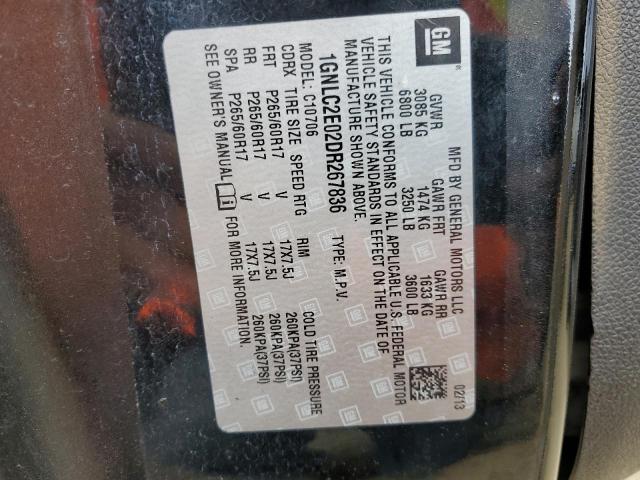 GM
MFD BY GENERAL MOTORS LLC 02/13
GVWR GAWR FRT GAWR RR
3085 KG 1474 KG 1633 KG
6800 LB 3250 LB 3600 LB
THIS VEHICLE CONFORMS TO ALL APPLICABLE U.S. FEDERAL MOTOR
VEHICLE SAFETY STANDARDS IN EFFECT ON THE DATE OF
MANUFACTURE SHOWN ABOVE.
1GNLC2E02DR267836 TYPE: M.P.V.
MODEL: C10706
CDRX TIRE SIZE SPEED RTG RIM COLD TIRE PRESSURE
FRT P265/60R17 V 17X7.5J 260KPA(37PSI)
RR P265/60R17 V 17X7.5J 260KPA(37PSI)
SPA P265/60R17 V 17X7.5J 260KPA(37PSI)
SEE OWNER'S MANUAL i FOR MORE INFORMATION.